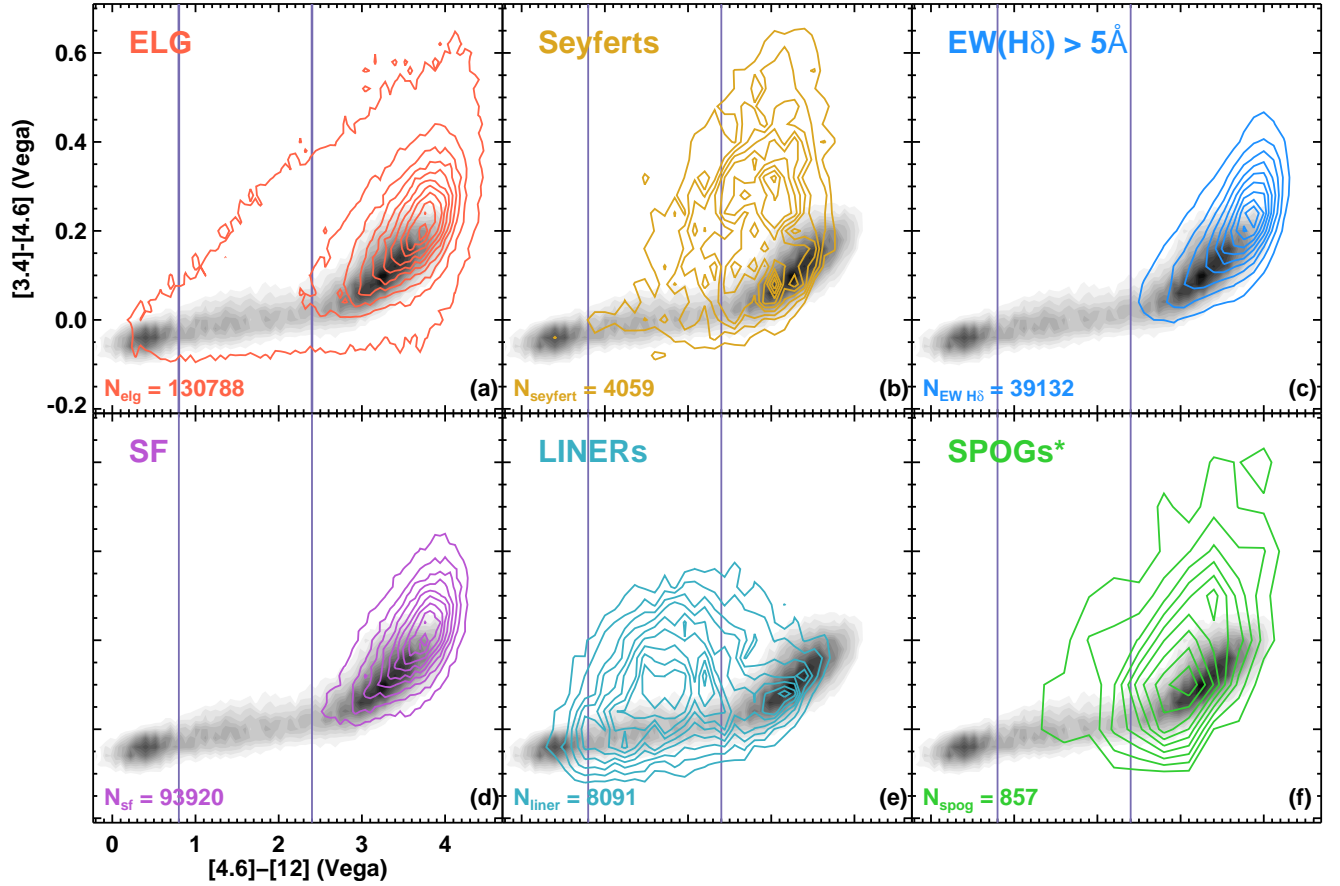 ELG
Seyferts
EW(Hδ) > 5Å
0.6
0.4
0.2
0.0
-0.2
[3.4]-[4.6] (Vega)
N_elg = 130788
(a)
N_seyfert = 4059
(b)
N_EW Hδ = 39132
(c)
SF
LINERs
SPOGs*
N_sf = 93920
(d)
N_liner = 8091
(e)
N_spog = 857
(f)
0 1 2 3 4
[4.6]–[12] (Vega)